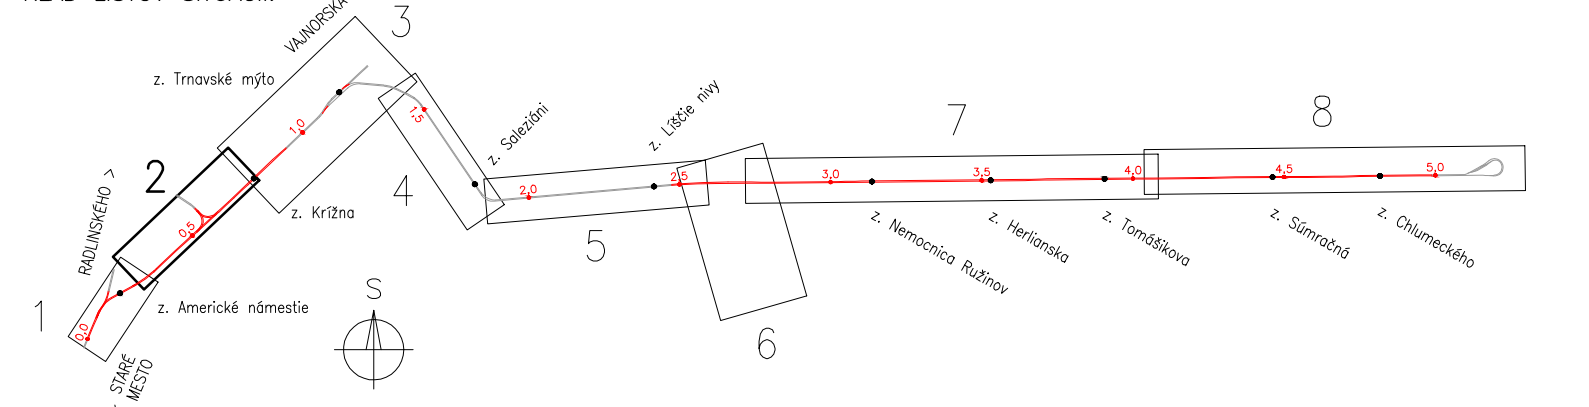 VAJNORSKÁ
3
z. Trnavské mýto
1,0
1,5
z. Saleziáni
z. Líščie nivy
7
8
2
RADLINSKÉHO >
4
z. Krížna
0,5
2,0
2,5
3,0
3,5
4,0
4,5
5,0
5
z. Nemocnica Ružinov
z. Herlianska
z. Tomášikova
z. Súmračná
z. Chlumeckého
1
0,0
z. Americké námestie
S
6
STARÉ
MESTO